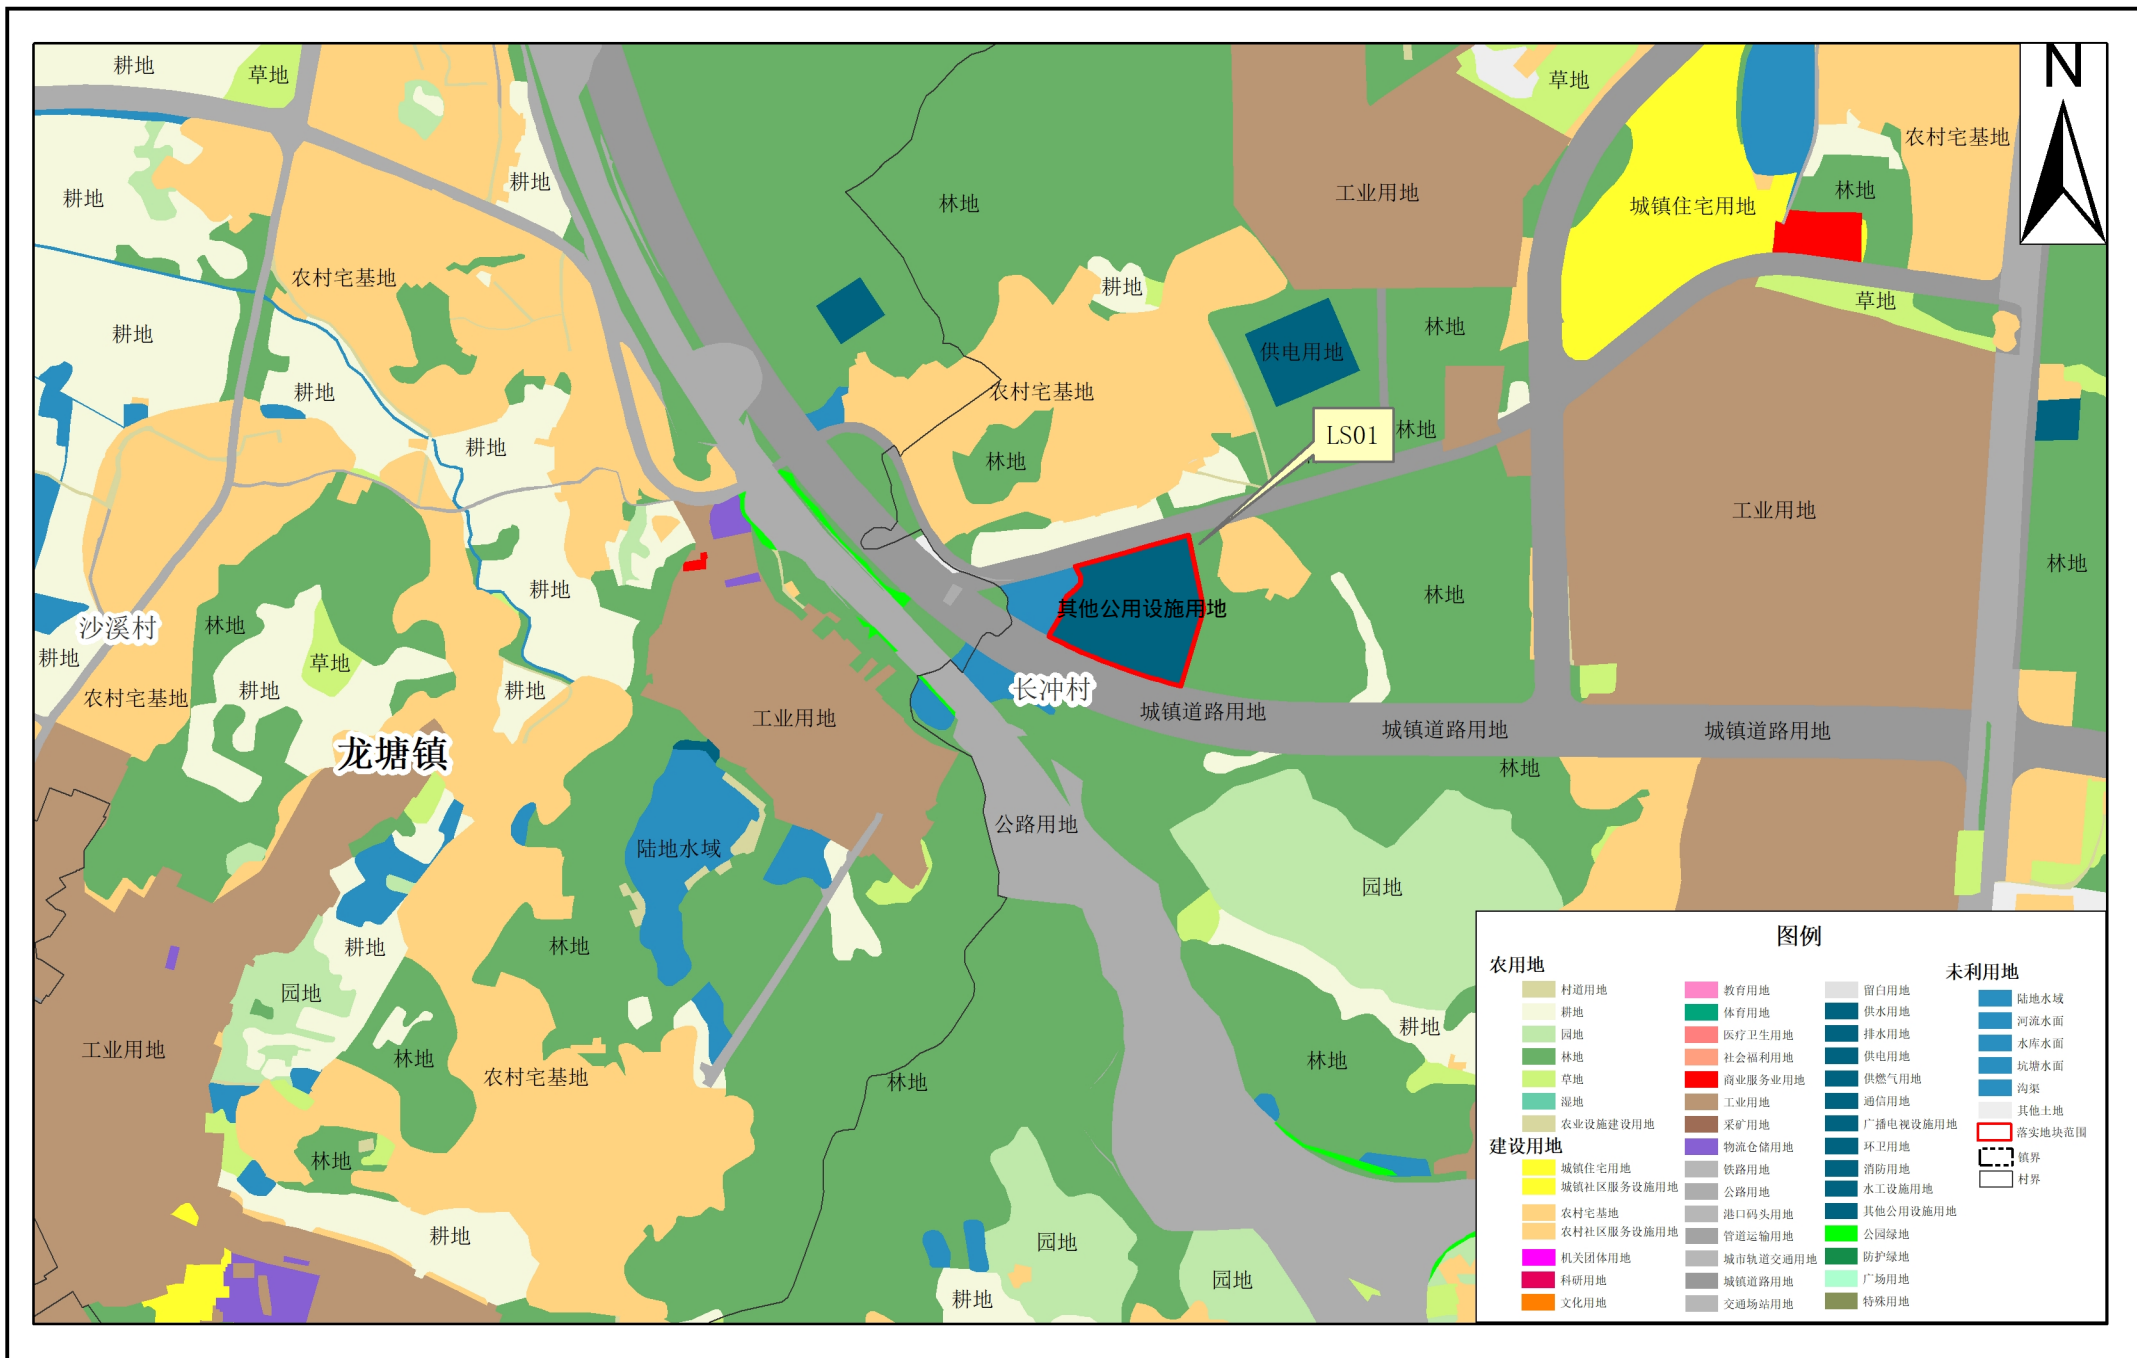 耕地
草地
N
草地
农村宅基地
耕地
耕地
林地
工业用地
城镇住宅用地
林地
农村宅基地
耕地
草地
耕地
林地
供电用地
耕地
农村宅基地
林地
LS01
耕地
林地
林地
工业用地
耕地
林地
林地
其他公用设施用地
沙溪村
林地
耕地
草地
耕地
耕地
长冲村
农村宅基地
城镇道路用地
工业用地
城镇道路用地
城镇道路用地
龙塘镇
林地
公路用地
陆地水域
园地
耕地
林地
园地
耕地
工业用地
林地
农村宅基地
林地
林地
林地
耕地
园地
园地
耕地
图例
农用地
村道用地
耕地
园地
林地
草地
湿地
农业设施建设用地
建设用地
城镇住宅用地
城镇社区服务设施用地
农村宅基地
农村社区服务设施用地
机关团体用地
科研用地
文化用地
教育用地
体育用地
医疗卫生用地
社会福利用地
商业服务业用地
工业用地
采矿用地
物流仓储用地
铁路用地
公路用地
港口码头用地
管道运输用地
城市轨道交通用地
城镇道路用地
交通场站用地
留白用地
供水用地
排水用地
供电用地
供燃气用地
通信用地
广播电视设施用地
环卫用地
消防用地
水工设施用地
其他公用设施用地
公园绿地
防护绿地
广场用地
特殊用地
未利用地
陆地水域
河流水面
水库水面
坑塘水面
沟渠
其他土地
落实地块范围
镇界
村界